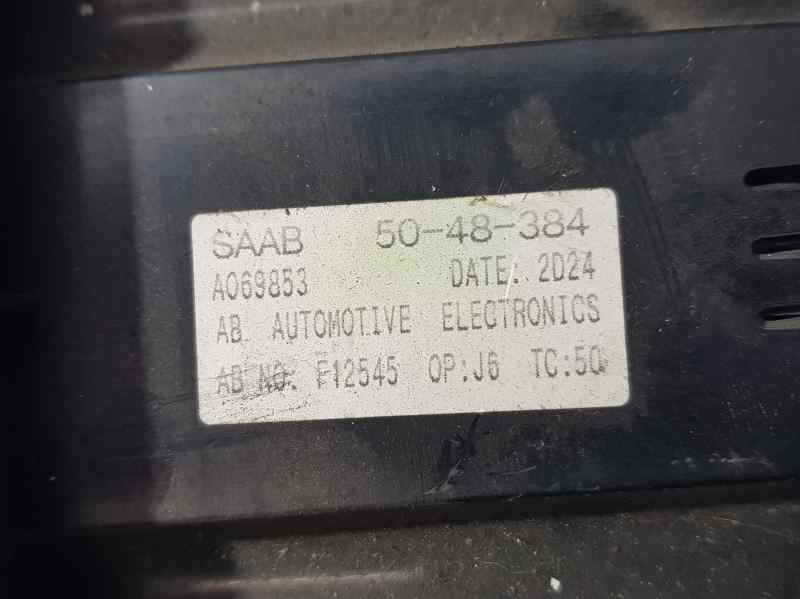 SAAB 50-48-384
A069853 DATE: 2D24
AB AUTOMOTIVE ELECTRONICS
AB NO: F12545 OP:J6 TC:50